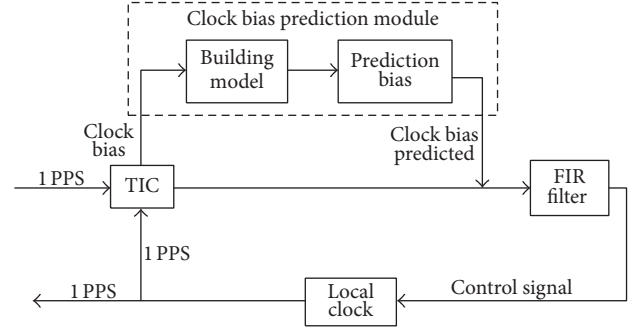 Clock bias prediction module
Building
model
Prediction
bias
Clock
bias
Clock bias
predicted
1 PPS
TIC
FIR
filter
1 PPS
1 PPS
Local
clock
Control signal